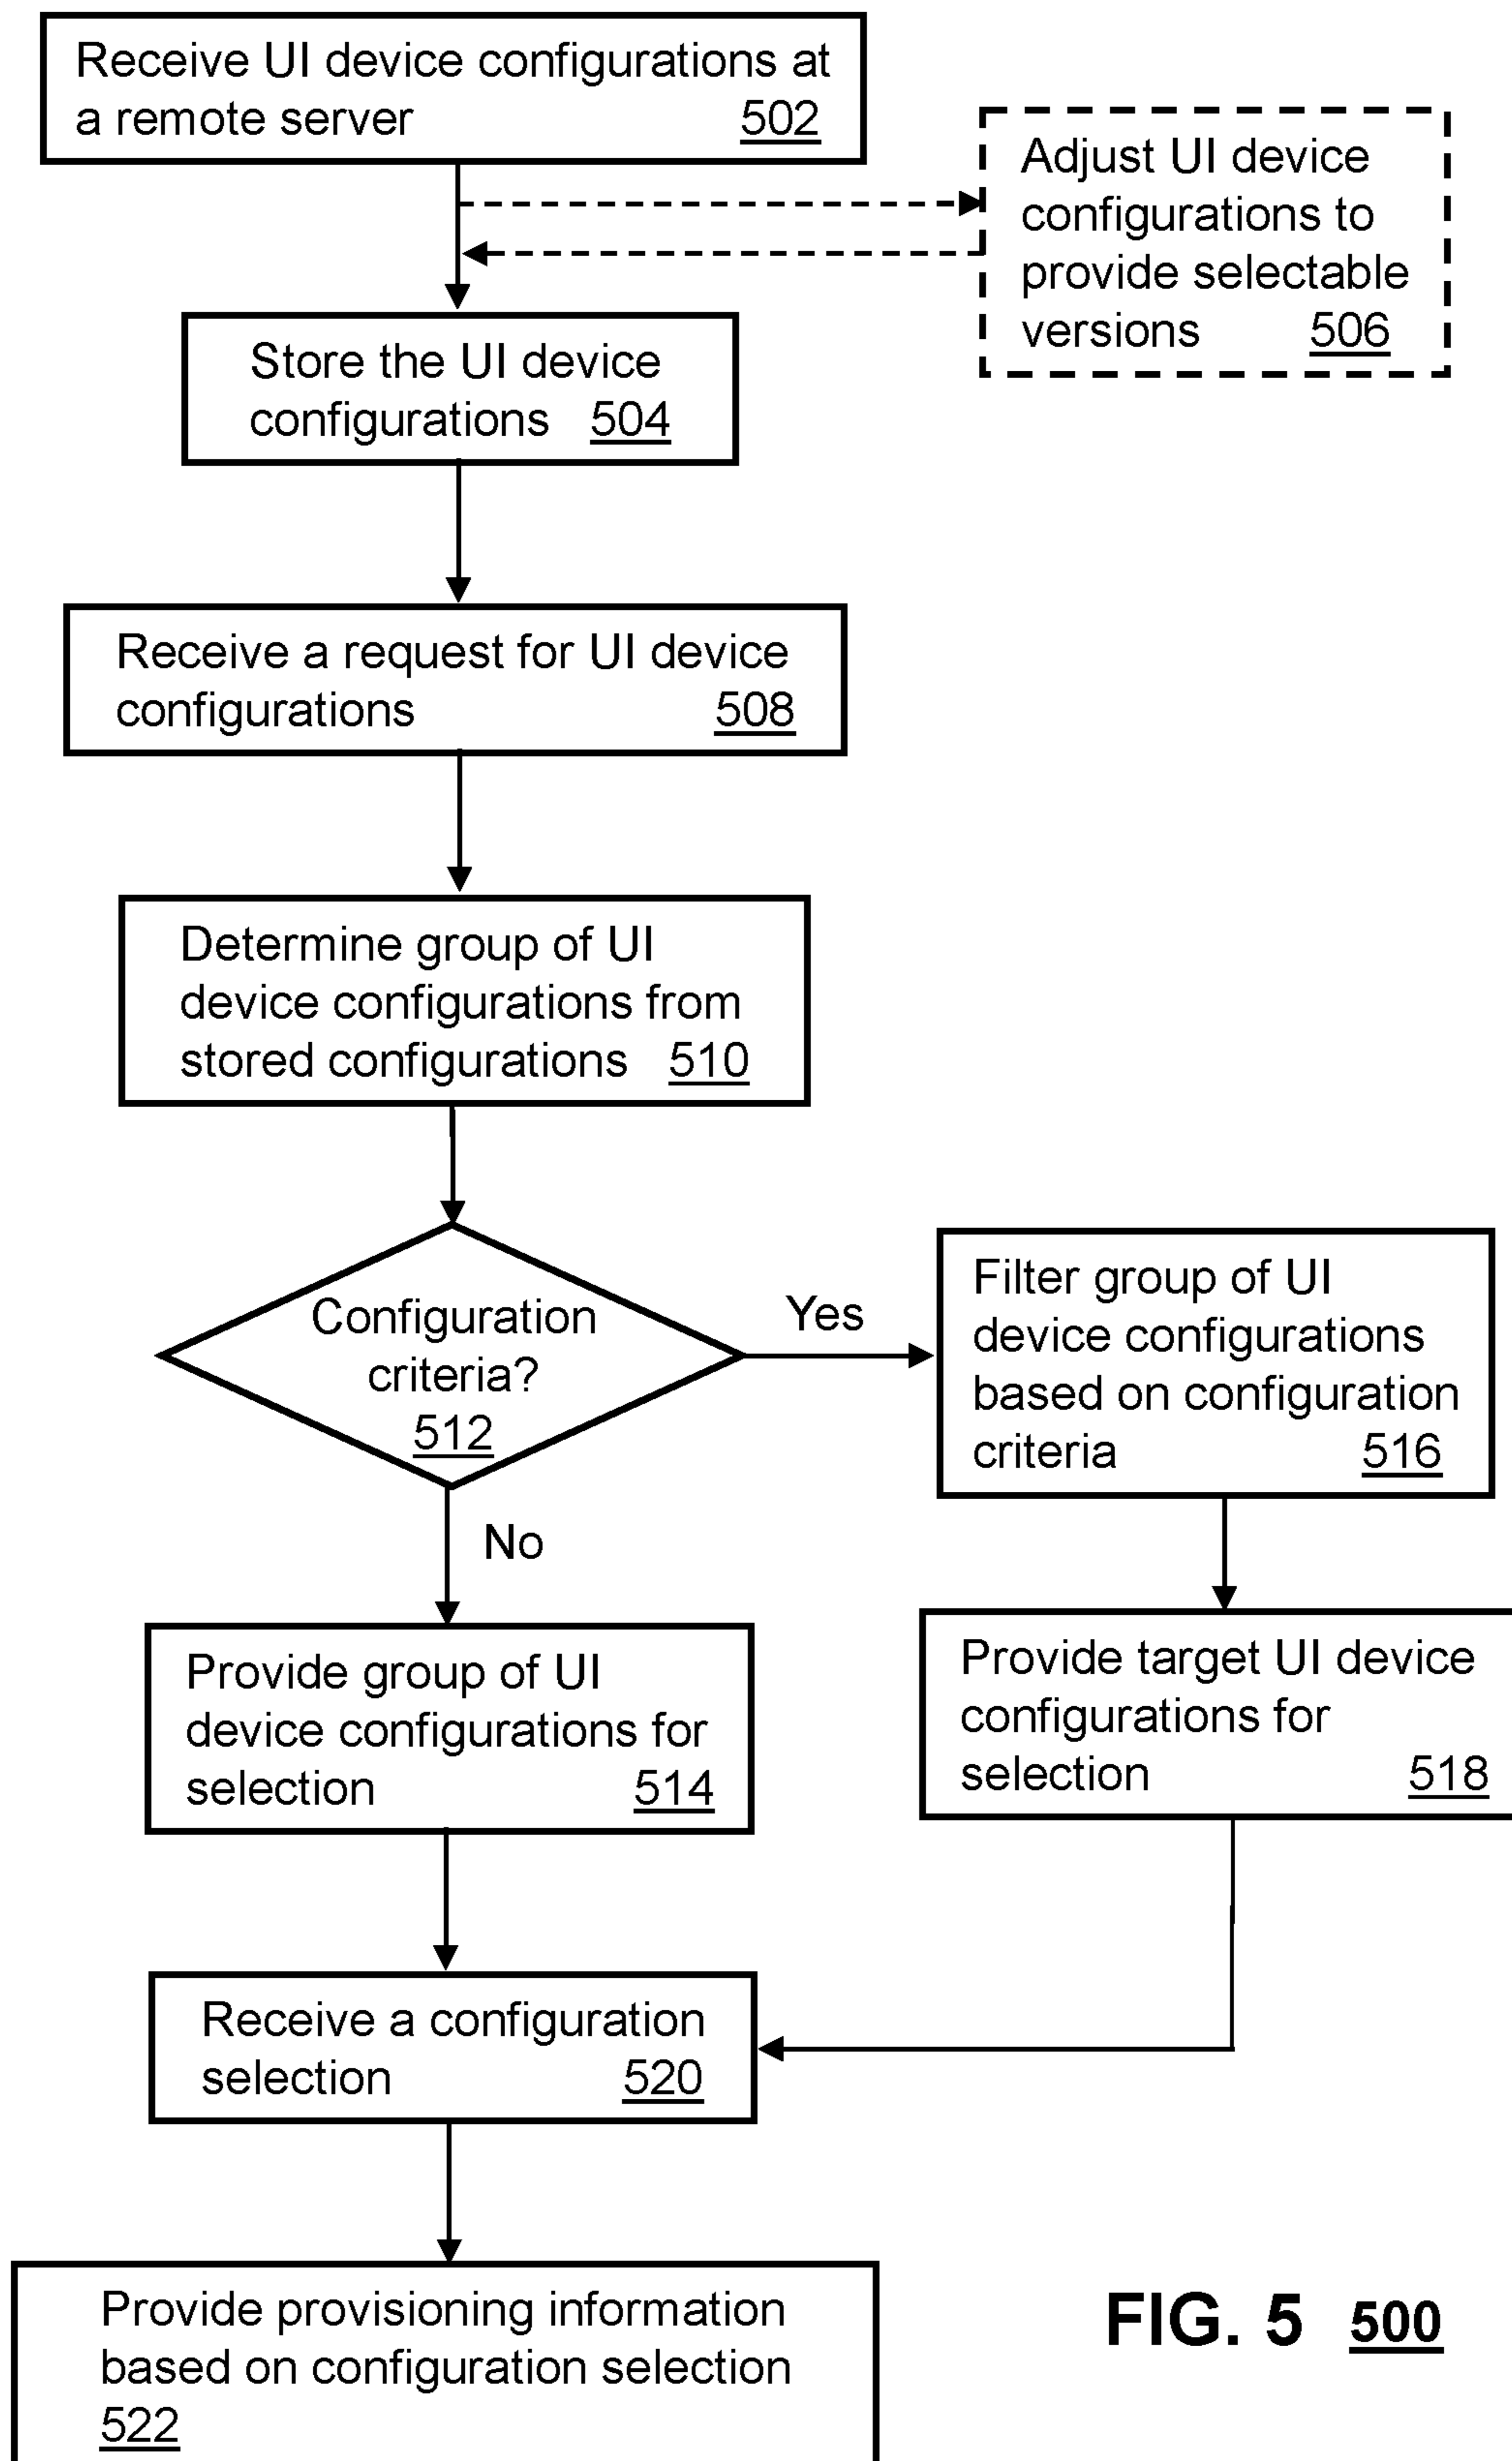 Receive UI device configurations at
a remote server 502
Adjust UI device
configurations to
provide selectable
versions 506
Store the UI device
configurations 504
Receive a request for UI device
configurations 508
Determine group of UI
device configurations from
stored configurations 510
Configuration
criteria?
512
Yes
Filter group of UI
device configurations
based on configuration
criteria 516
No
Provide group of UI
device configurations for
selection 514
Provide target UI device
configurations for
selection 518
Receive a configuration
selection 520
Provide provisioning information
based on configuration selection
522
FIG. 5 500